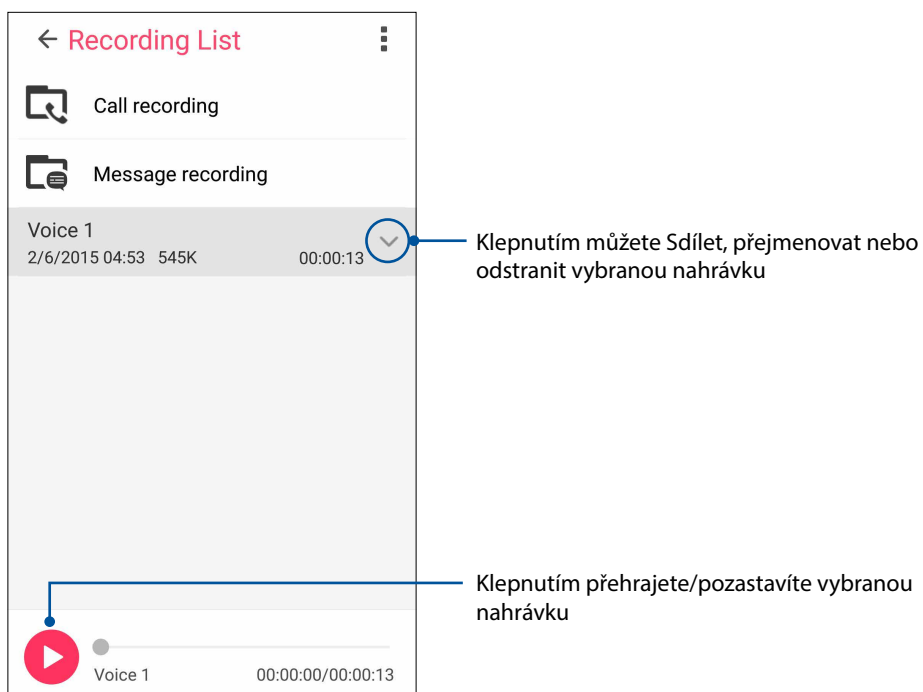 Recording List
Call recording
Message recording
Voice 1
2/6/2015 04:53 545K 00:00:13
Klepnutím můžete Sdílet, přejmenovat nebo
odstranit vybranou nahrávku
Klepnutím přehrajete/pozastavíte vybranou
nahrávku
Voice 1 00:00:00/00:00:13